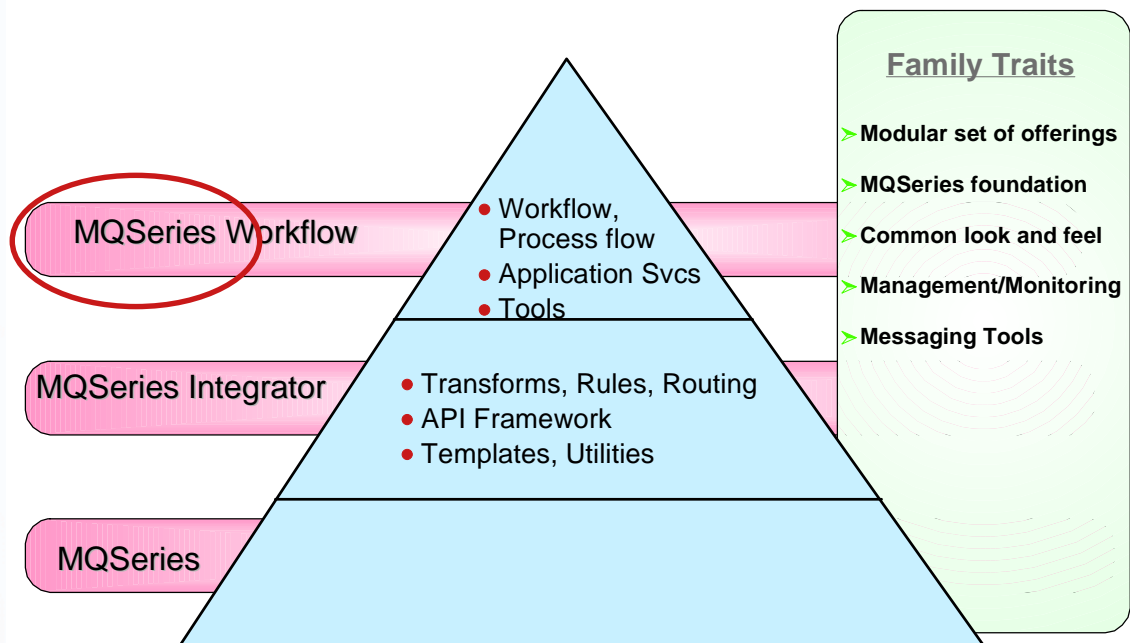 MQSeries Workflow
• Workflow,
Process flow
• Application Svcs
• Tools
MQSeries Integrator
• Transforms, Rules, Routing
• API Framework
• Templates, Utilities
MQSeries
Family Traits
➢ Modular set of offerings
➢ MQSeries foundation
➢ Common look and feel
➢ Management/Monitoring
➢ Messaging Tools